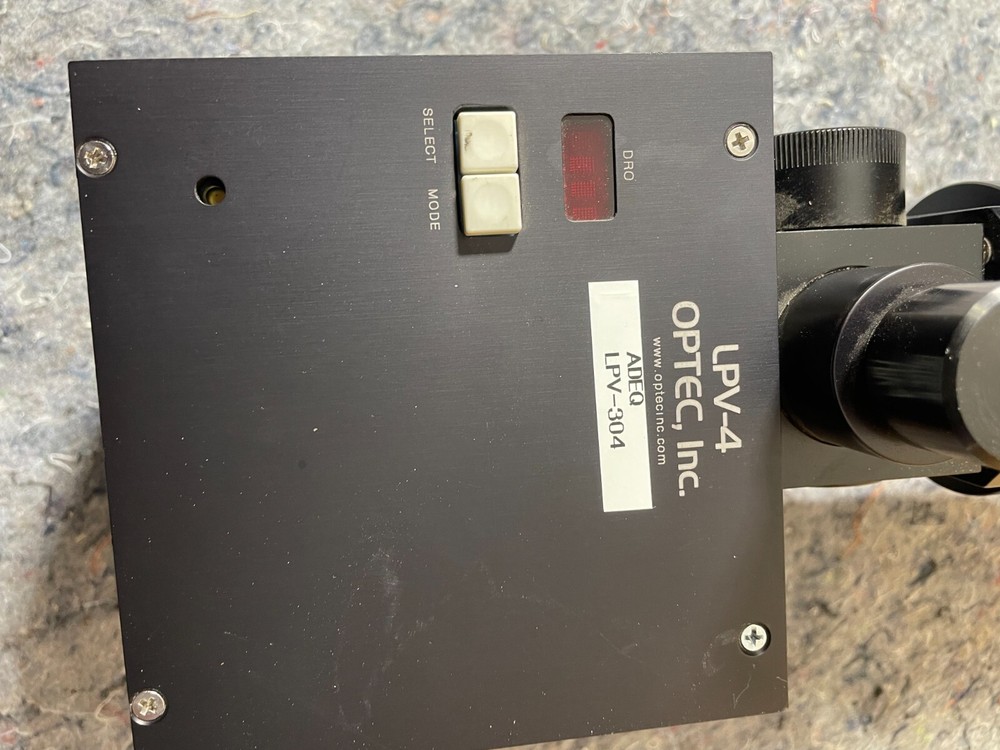 LPV-4
OPTEC, Inc.
www.optecinc.com
ADEQ
LPV-304
DRO
SELECT MODE